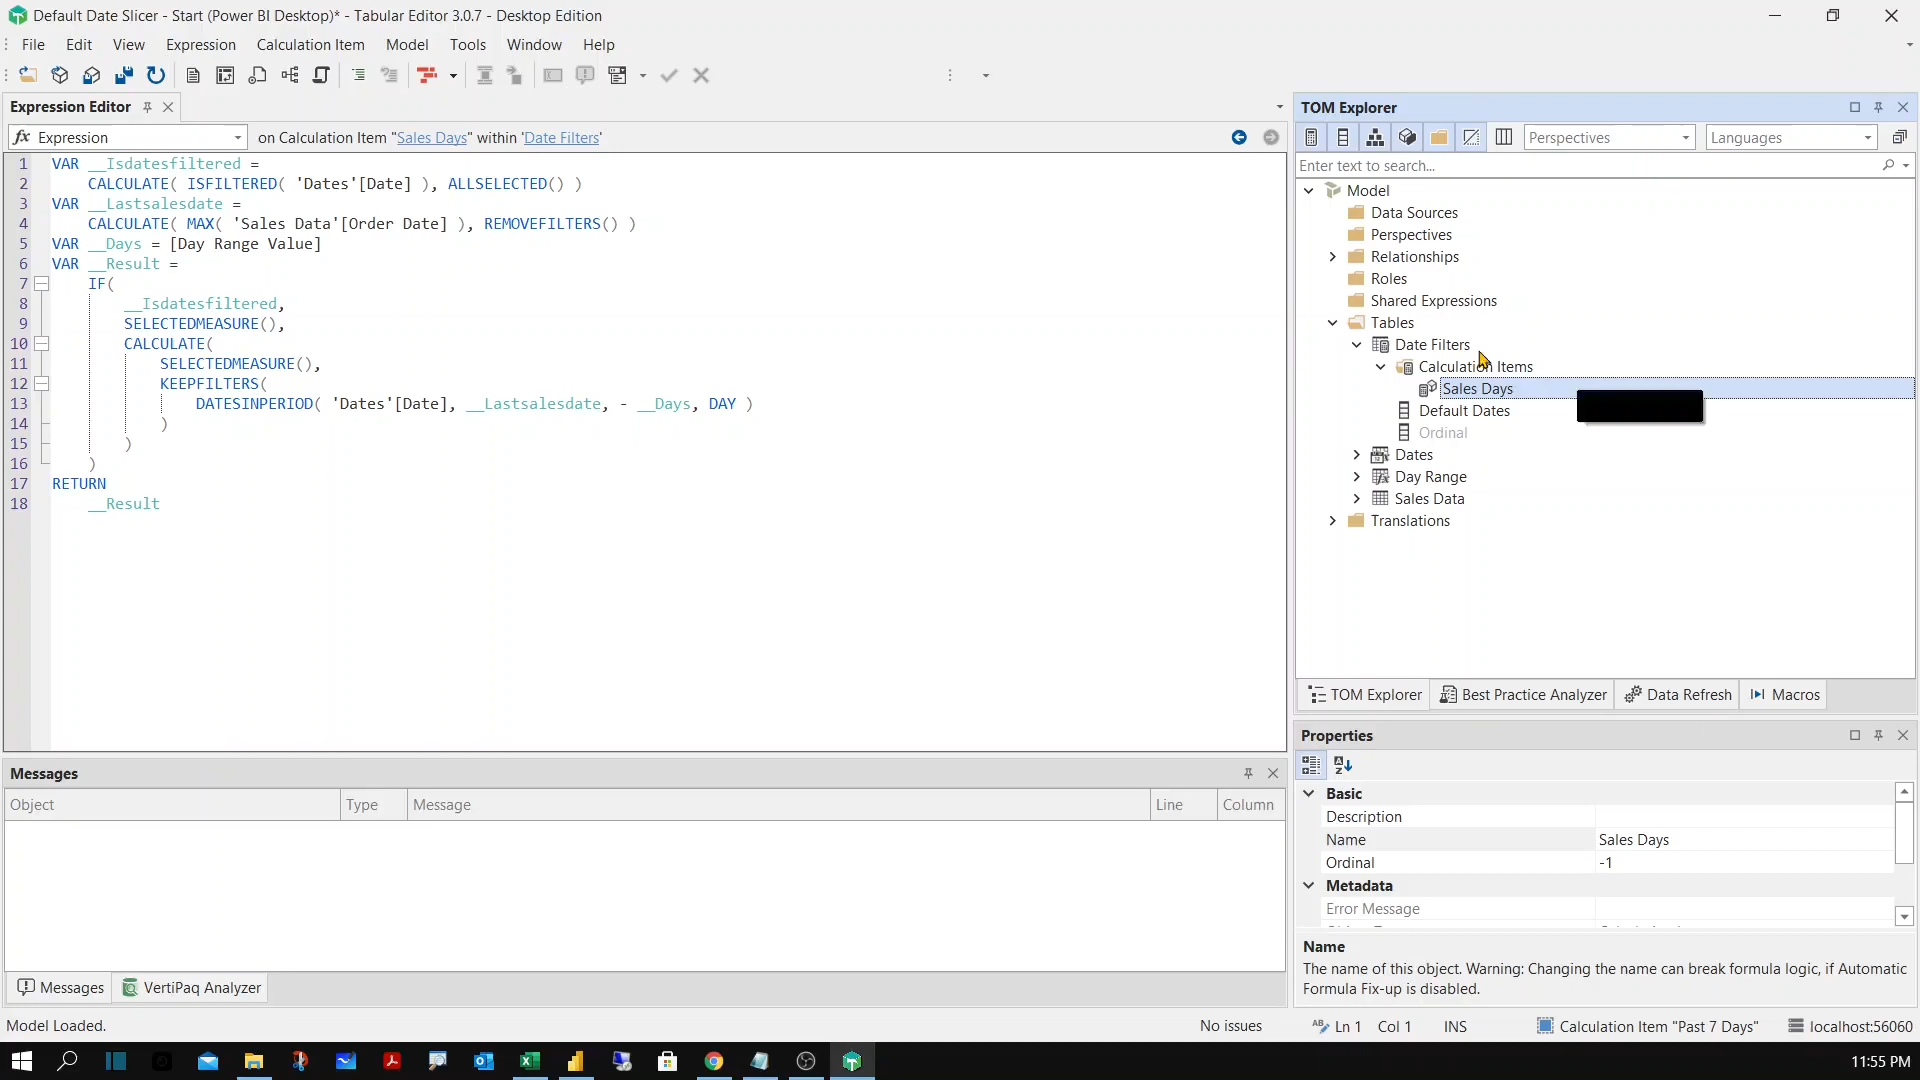 Default Date Slicer - Start (Power BI Desktop)* - Tabular Editor 3.0.7 - Desktop Edition
File Edit View Expression Calculation Item Model Tools Window Help
Expression Editor
fx Expression on Calculation Item "Sales Days" within 'Date Filters'
1 VAR __Isdatesfiltered =
2 CALCULATE( ISFILTERED( 'Dates'[Date] ), ALLSELECTED() )
3 VAR __Lastsalesdate =
4 CALCULATE( MAX( 'Sales Data'[Order Date] ), REMOVEFILTERS() )
5 VAR __Days = [Day Range Value]
6 VAR __Result =
7 IF(
8 __Isdatesfiltered,
9 SELECTEDMEASURE(),
10 CALCULATE(
11 SELECTEDMEASURE(),
12 KEEPFILTERS(
13 DATESINPERIOD( 'Dates'[Date], __Lastsalesdate, - __Days, DAY )
14 )
15 )
16 )
17 RETURN
18 __Result
TOM Explorer
Perspectives Languages
Enter text to search...
Model
Data Sources
Perspectives
Relationships
Roles
Shared Expressions
Tables
Date Filters
Calculation Items
Sales Days
Default Dates
Ordinal
Dates
Day Range
Sales Data
Translations
TOM Explorer Best Practice Analyzer Data Refresh Macros
Messages
Object Type Message Line Column
Messages VertiPaq Analyzer
Properties
Basic
Description
Name Sales Days
Ordinal -1
Metadata
Error Message
Name
The name of this object. Warning: Changing the name can break formula logic, if Automatic
Formula Fix-up is disabled.
Model Loaded. No issues Ln 1 Col 1 INS Calculation Item "Past 7 Days" localhost:56060
11:55 PM